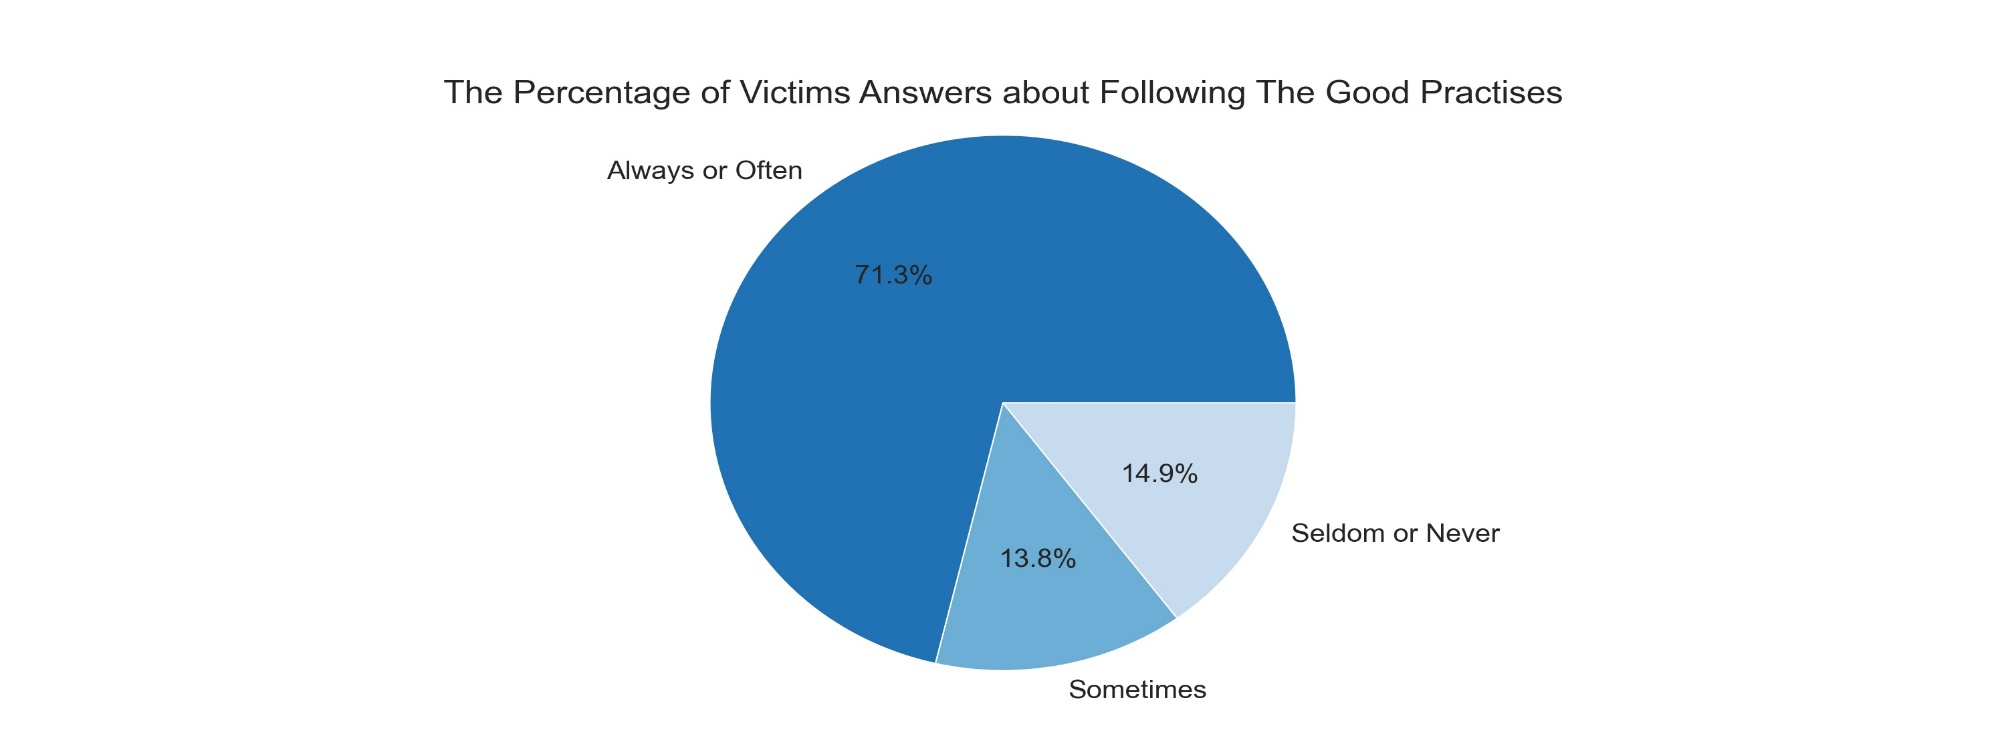 The Percentage of Victims Answers about Following The Good Practises
Always or Often
71.3%
14.9%
Seldom or Never
13.8%
Sometimes